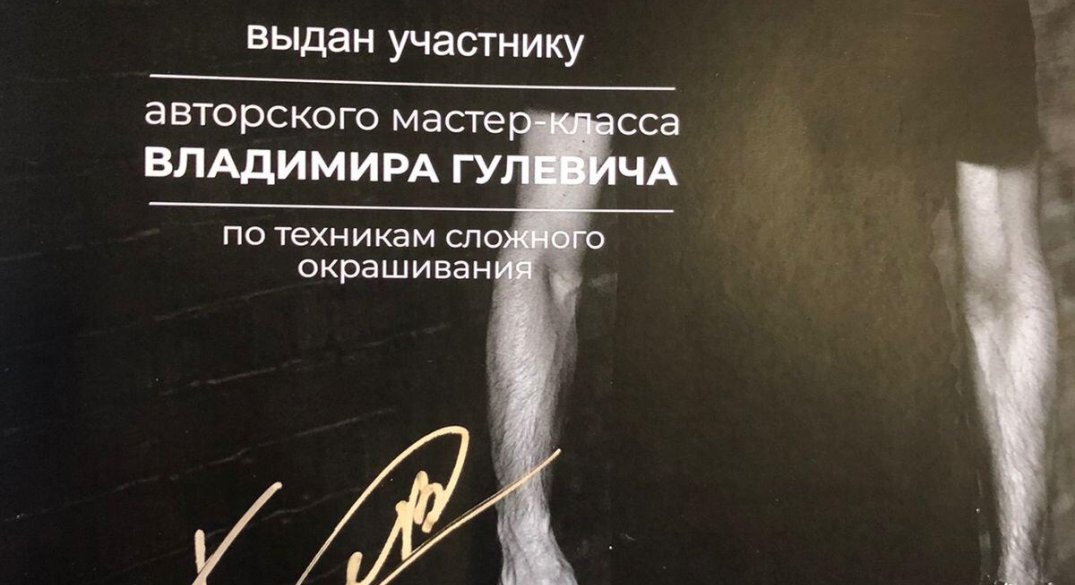 выдан участнику
авторского мастер-класса
ВЛАДИМИРА ГУЛЕВИЧА
по техникам сложного
окрашивания